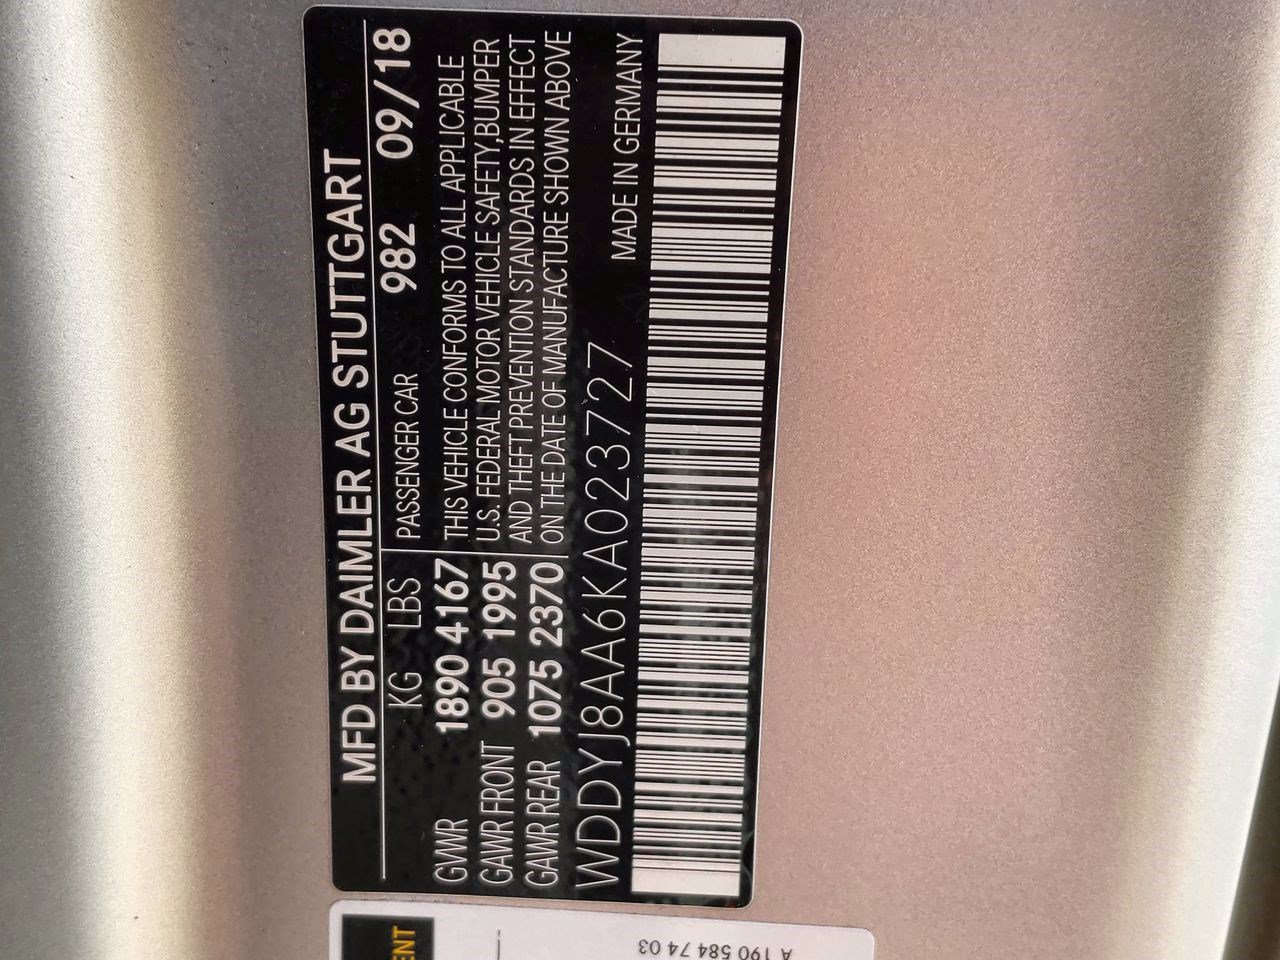 MFD BY DAIMLER AG STUTTGART
KG LBS PASSENGER CAR 982 09/18
GVWR 1890 4167 THIS VEHICLE CONFORMS TO ALL APPLICABLE
GAWR FRONT 905 1995 U.S. FEDERAL MOTOR VEHICLE SAFETY,BUMPER
AND THEFT PREVENTION STANDARDS IN EFFECT
GAWR REAR 1075 2370 ON THE DATE OF MANUFACTURE SHOWN ABOVE
WDDYJ8AA6KA023727 MADE IN GERMANY
A 190 584 74 03